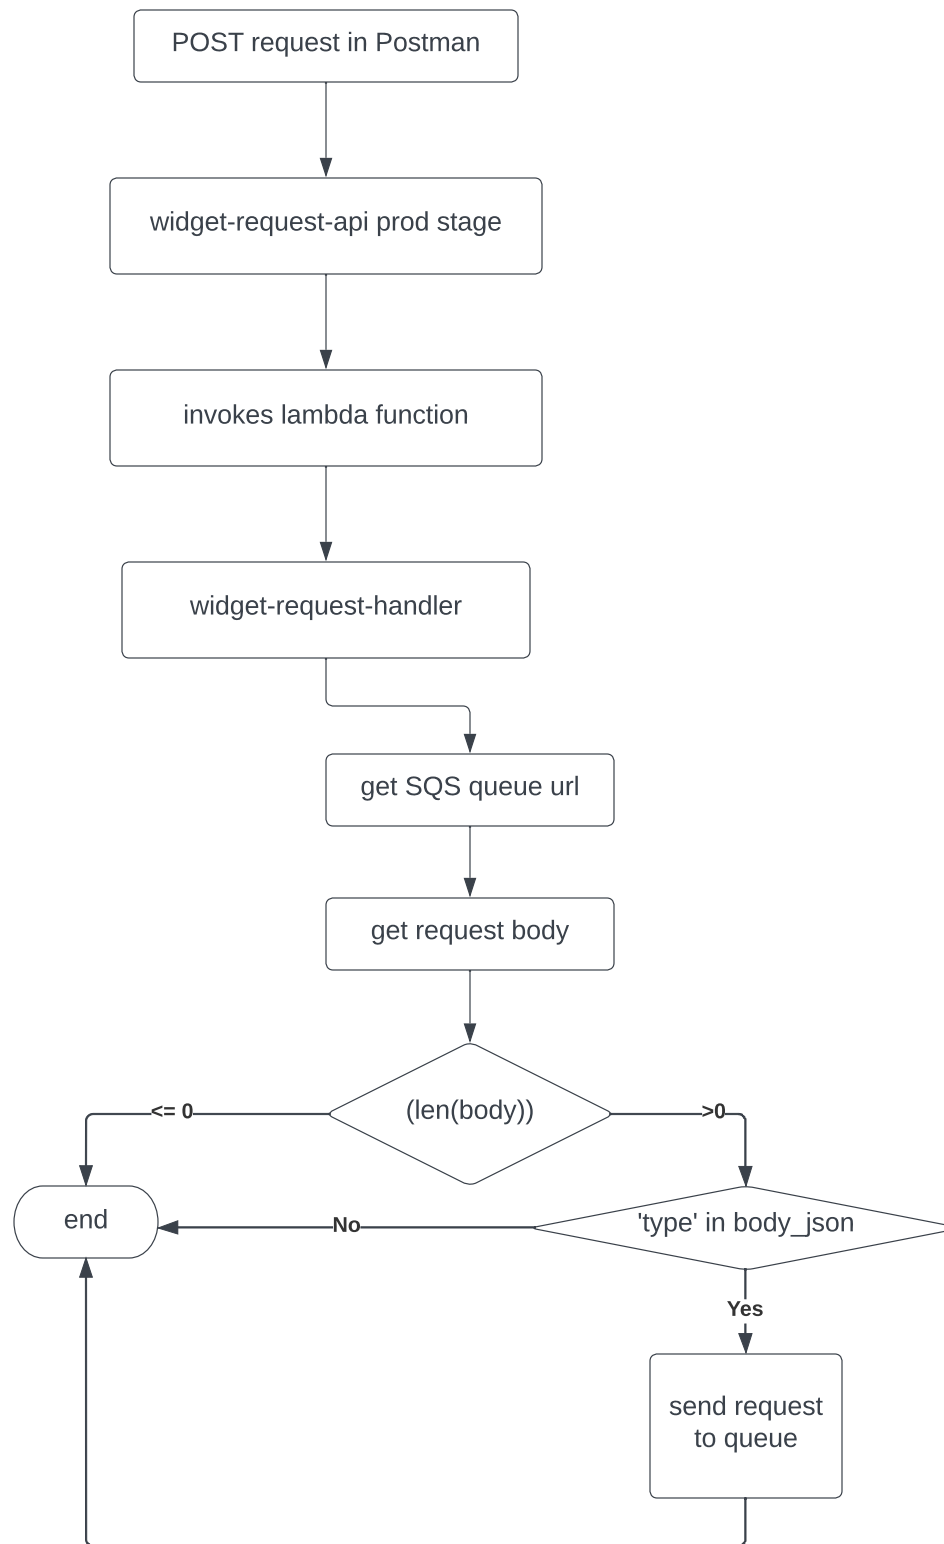 POST request in Postman
widget-request-api prod stage
invokes lambda function
widget-request-handler
get SQS queue url
get request body
(len(body))
<= 0
>0
end
No
'type' in body_json
Yes
send request
to queue